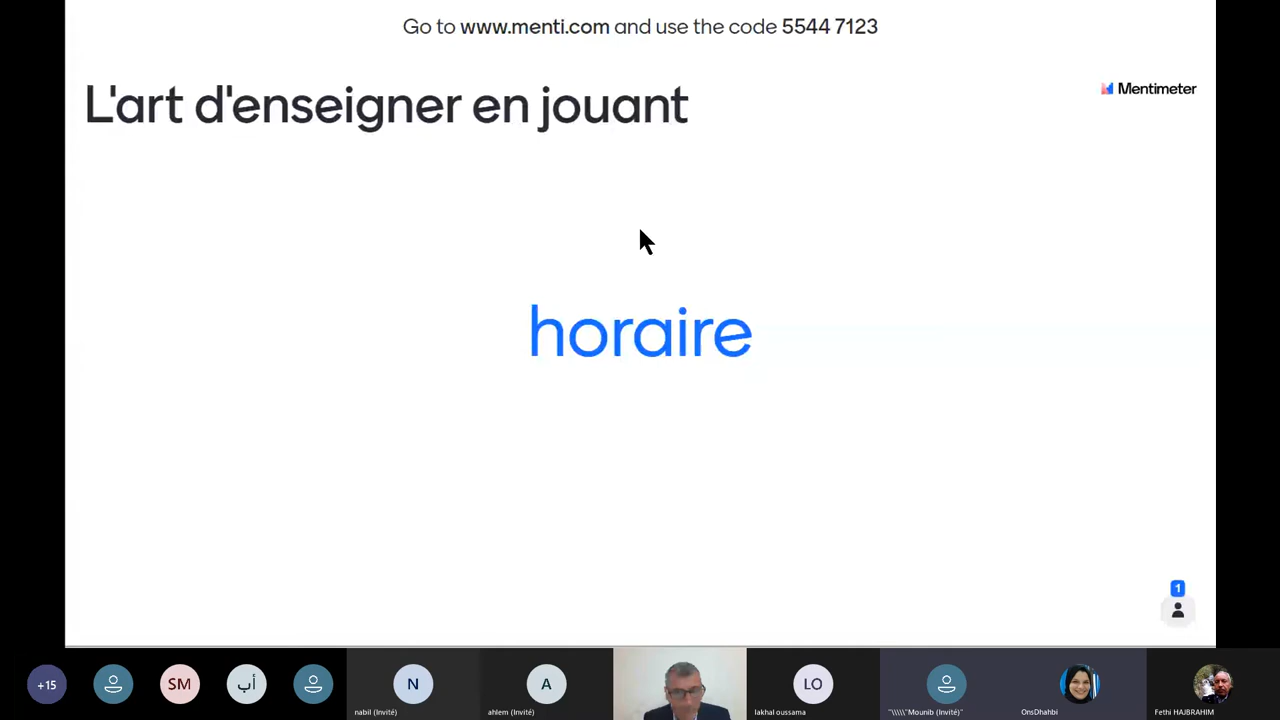 Go to www.menti.com and use the code 5544 7123
L'art d'enseigner en jouant
Mentimeter
horaire
1
+15
SM
أب
N
A
LO
nabil (Invité)
ahlem (Invité)
lakhal oussama
"\\\\\"Mounib (Invité)"
OnsDhahbi
Fethi HAJBRAHIM